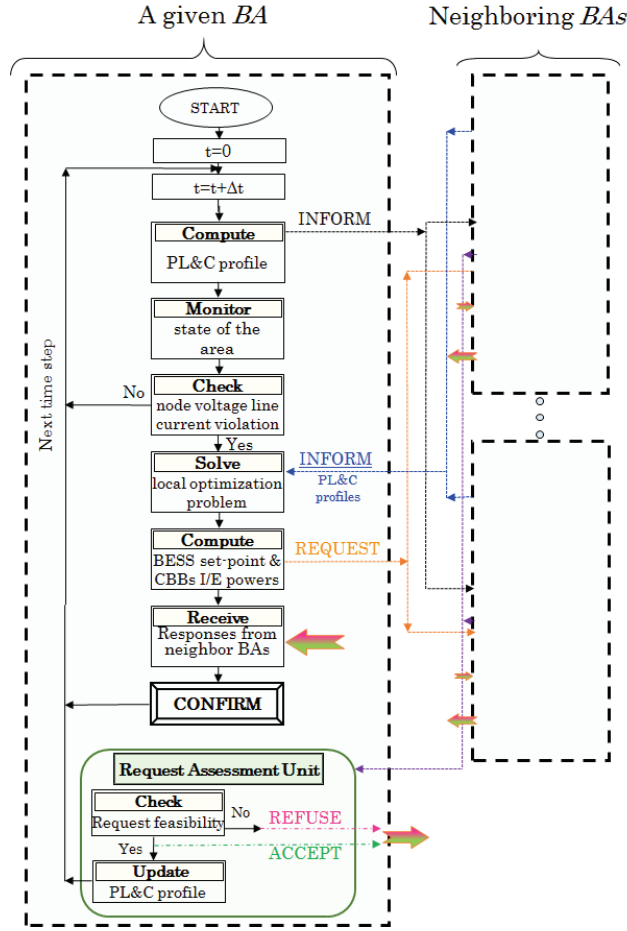 A given BA
Neighboring BAs
START
t=0
t=t+Δt
Compute
PL&C profile
INFORM
Monitor
state of the
area
Check
node voltage line
current violation
No
Yes
Next time step
Solve
local optimization
problem
INFORM
PL&C
profiles
Compute
BESS set-point &
CBBs I/E powers
REQUEST
Receive
Responses from
neighbor BAs
CONFIRM
Request Assessment Unit
Check
Request feasibility
No
REFUSE
Yes
ACCEPT
Update
PL&C profile